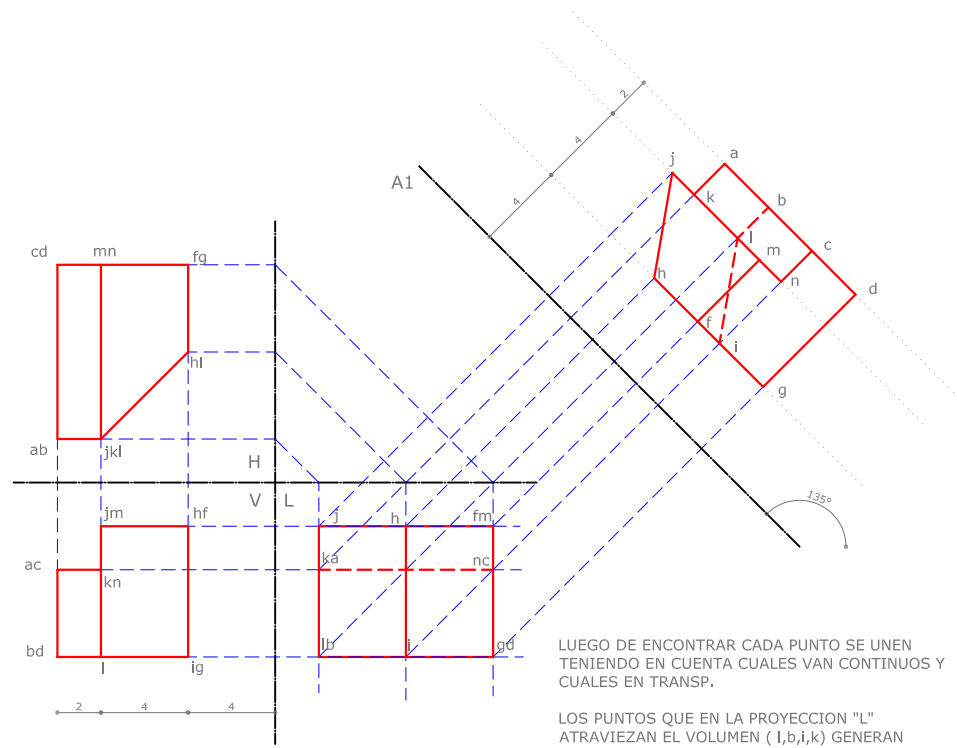 2
4
4
j
a
A1
k
b
l
c
m
h
n
d
f
i
g
cd
mn
fg
hl
ab
jkl
H
V
L
135°
jm
hf
j
h
fm
ac
kn
ka
nc
bd
l
ig
lb
i
gd
2
4
4
LUEGO DE ENCONTRAR CADA PUNTO SE UNEN
TENIENDO EN CUENTA CUALES VAN CONTINUOS Y
CUALES EN TRANSP.
LOS PUNTOS QUE EN LA PROYECCION "L"
ATRAVIEZAN EL VOLUMEN ( l,b,i,k) GENERAN